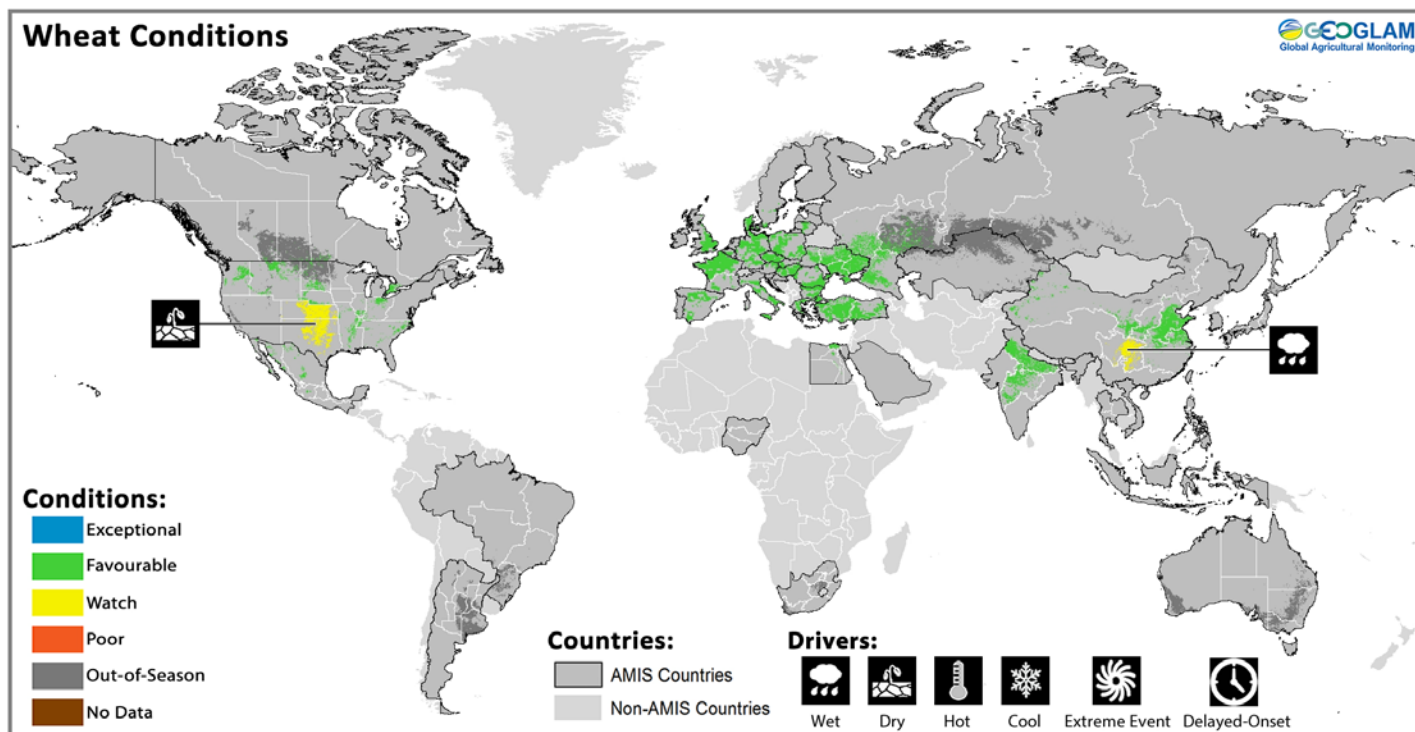 Wheat Conditions
GEOGLAM
Global Agricultural Monitoring
Conditions:
Exceptional
Favourable
Watch
Poor
Out-of-Season
No Data
Countries:
AMIS Countries
Non-AMIS Countries
Drivers:
Wet
Dry
Hot
Cool
Extreme Event
Delayed-Onset